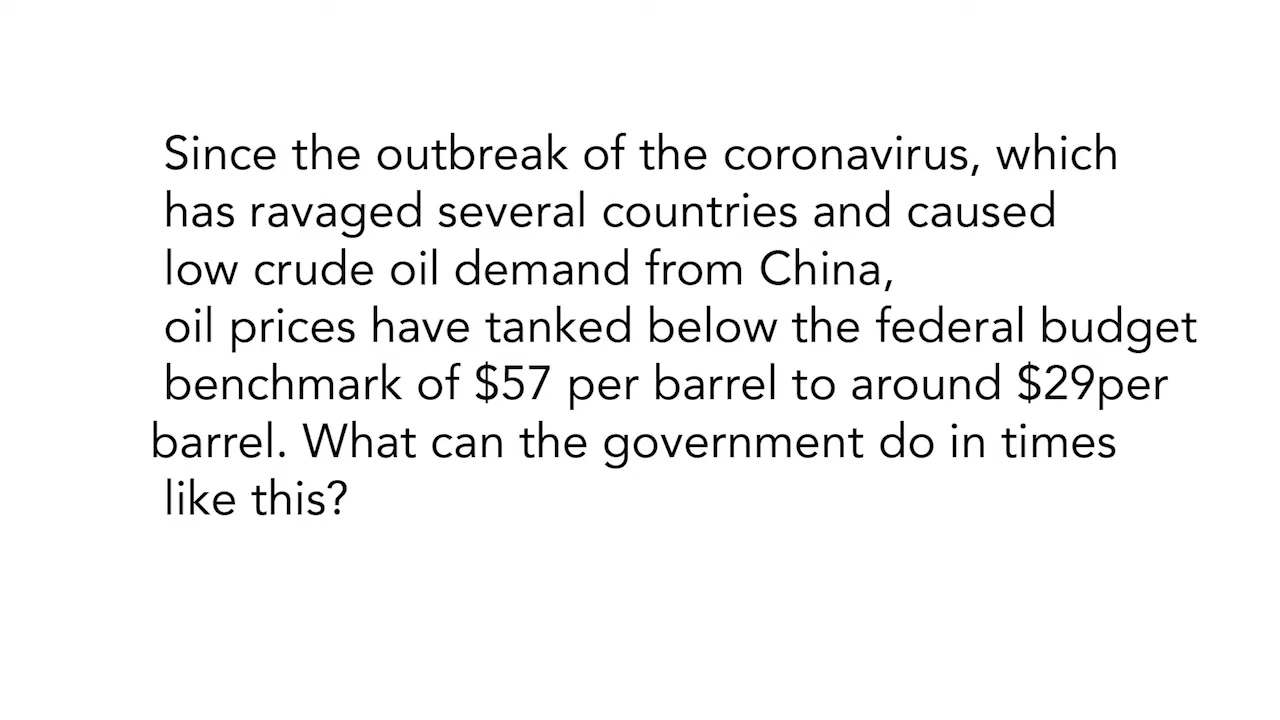 Since the outbreak of the coronavirus, which
has ravaged several countries and caused
low crude oil demand from China,
oil prices have tanked below the federal budget
benchmark of $57 per barrel to around $29per
barrel. What can the government do in times
like this?